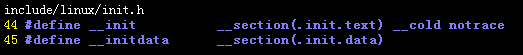 include/linux/init.h
44 #define __init __section(.init.text) __cold notrace
45 #define __initdata __section(.init.data)